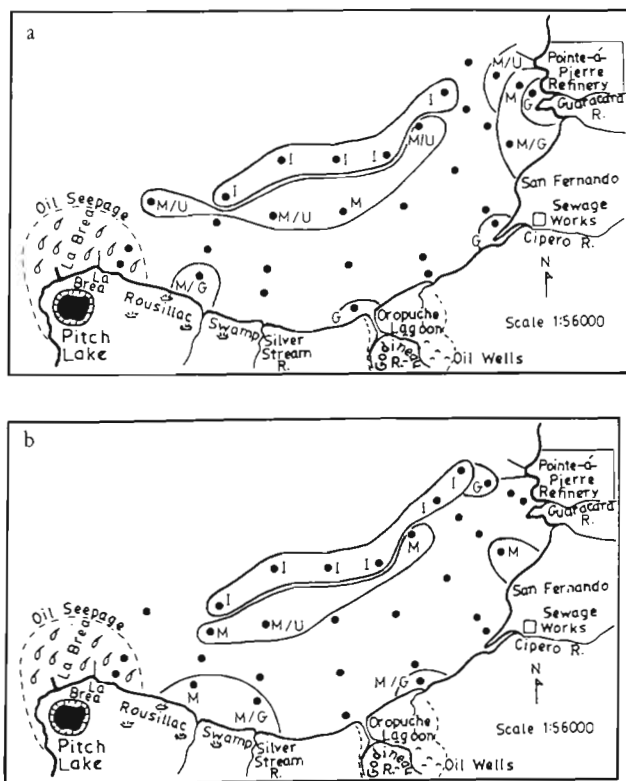 a
M/U
Pointe-á-
Pierre
Refinery
M
G
Guaracara
R.
I
M/U
I
I
I
M/G
I
M/U
M/U
M
San Fernando
Sewage
Works
Cipero R.
G
Oil Seepage
La Brea
M/G
N
La
Brea
Rousillac
Swamp
Silver
Stream
R.
G
Oropuche
Lagoon
Scale 1:56000
Pitch
Lake
Godineau
R.
Oil Wells
b
G
Pointe-á-
Pierre
Refinery
Guaracara
R.
I
I
M
I
I
I
I
M
M/U
M
San Fernando
Sewage
Works
Cipero R.
Oil Seepage
La Brea
M
M/G
M/G
N
La
Brea
Rousillac
Swamp
Silver
Stream
R.
Oropuche
Lagoon
Scale 1:56000
Pitch
Lake
Godineau
R.
Oil Wells